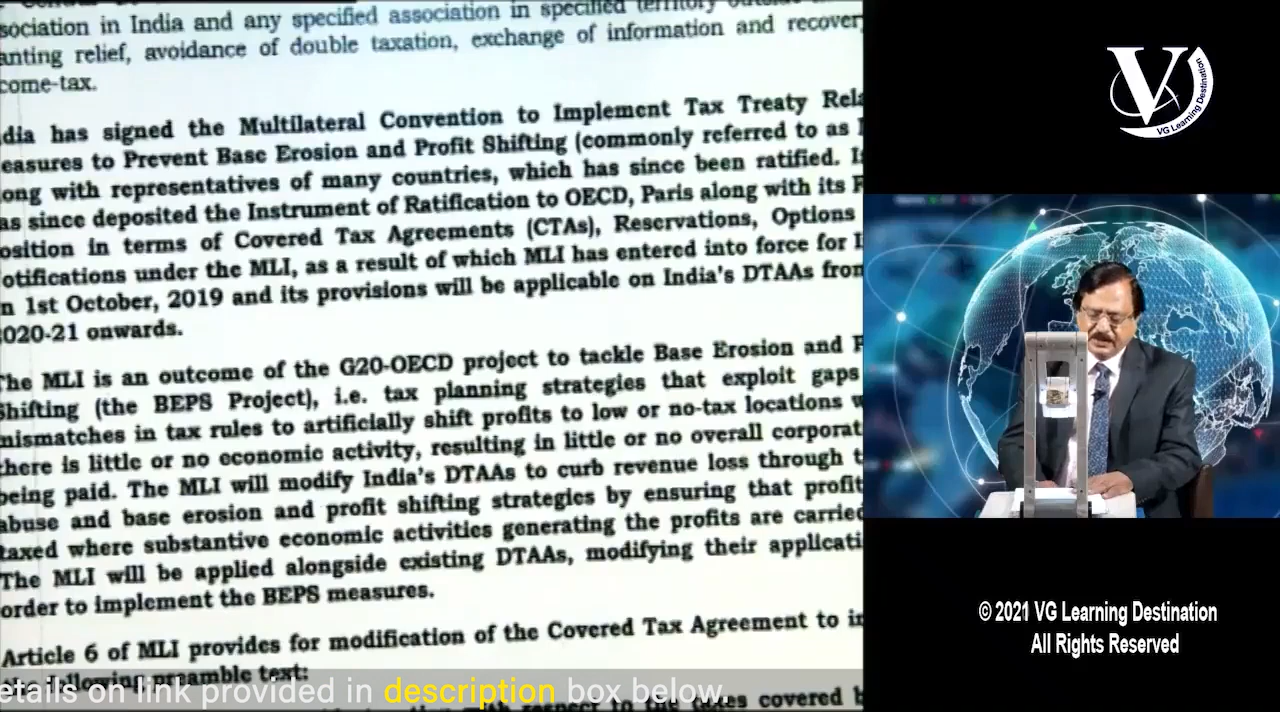 sociation in India and any specified association in specified territory
anting relief, avoidance of double taxation, exchange of information and recover
come-tax.
dia has signed the Multilateral Convention to Implement Tax Treaty Rela
easures to Prevent Base Erosion and Profit Shifting (commonly referred to as
ong with representatives of many countries, which has since been ratified. I
as since deposited the Instrument of Ratification to OECD, Paris along with its F
osition in terms of Covered Tax Agreements (CTAs), Reservations, Options
otifications under the MLI, as a result of which MLI has entered into force for I
n 1st October, 2019 and its provisions will be applicable on India's DTAAs from
020-21 onwards.
The MLI is an outcome of the G20-OECD project to tackle Base Erosion and P
Shifting (the BEPS Project), i.e. tax planning strategies that exploit gaps
mismatches in tax rules to artificially shift profits to low or no-tax locations w
there is little or no economic activity, resulting in little or no overall corporat
being paid. The MLI will modify India's DTAAs to curb revenue loss through t
abuse and base erosion and profit shifting strategies by ensuring that profit
taxed where substantive economic activities generating the profits are carried
The MLI will be applied alongside existing DTAAs, modifying their applicati
order to implement the BEPS measures.
Article 6 of MLI provides for modification of the Covered Tax Agreement to in
following preamble text:
with respect to the taxes covered b
etails on link provided in description box below.
V
VG Learning Destination
© 2021 VG Learning Destination
All Rights Reserved